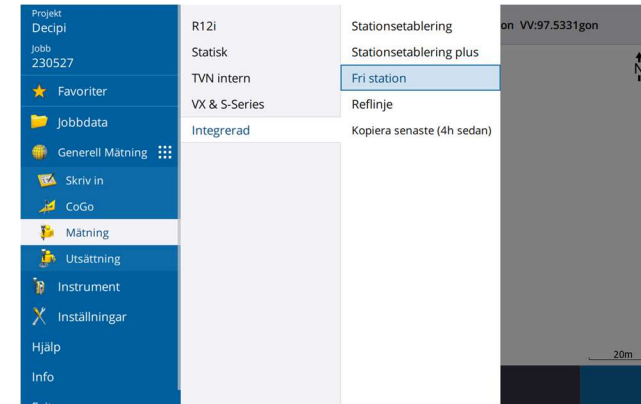 Projekt
Decipi
Jobb
230527
Favoriter
Jobbdata
Generell Mätning
Skriv in
CoGo
Mätning
Utsättning
Instrument
Inställningar
Hjälp
Info
R12i
Statisk
TVN intern
VX & S-Series
Integrerad
Stationsetablering
Stationsetablering plus
Fri station
Reflinje
Kopiera senaste (4h sedan)
on VV:97.5331gon
N
20m